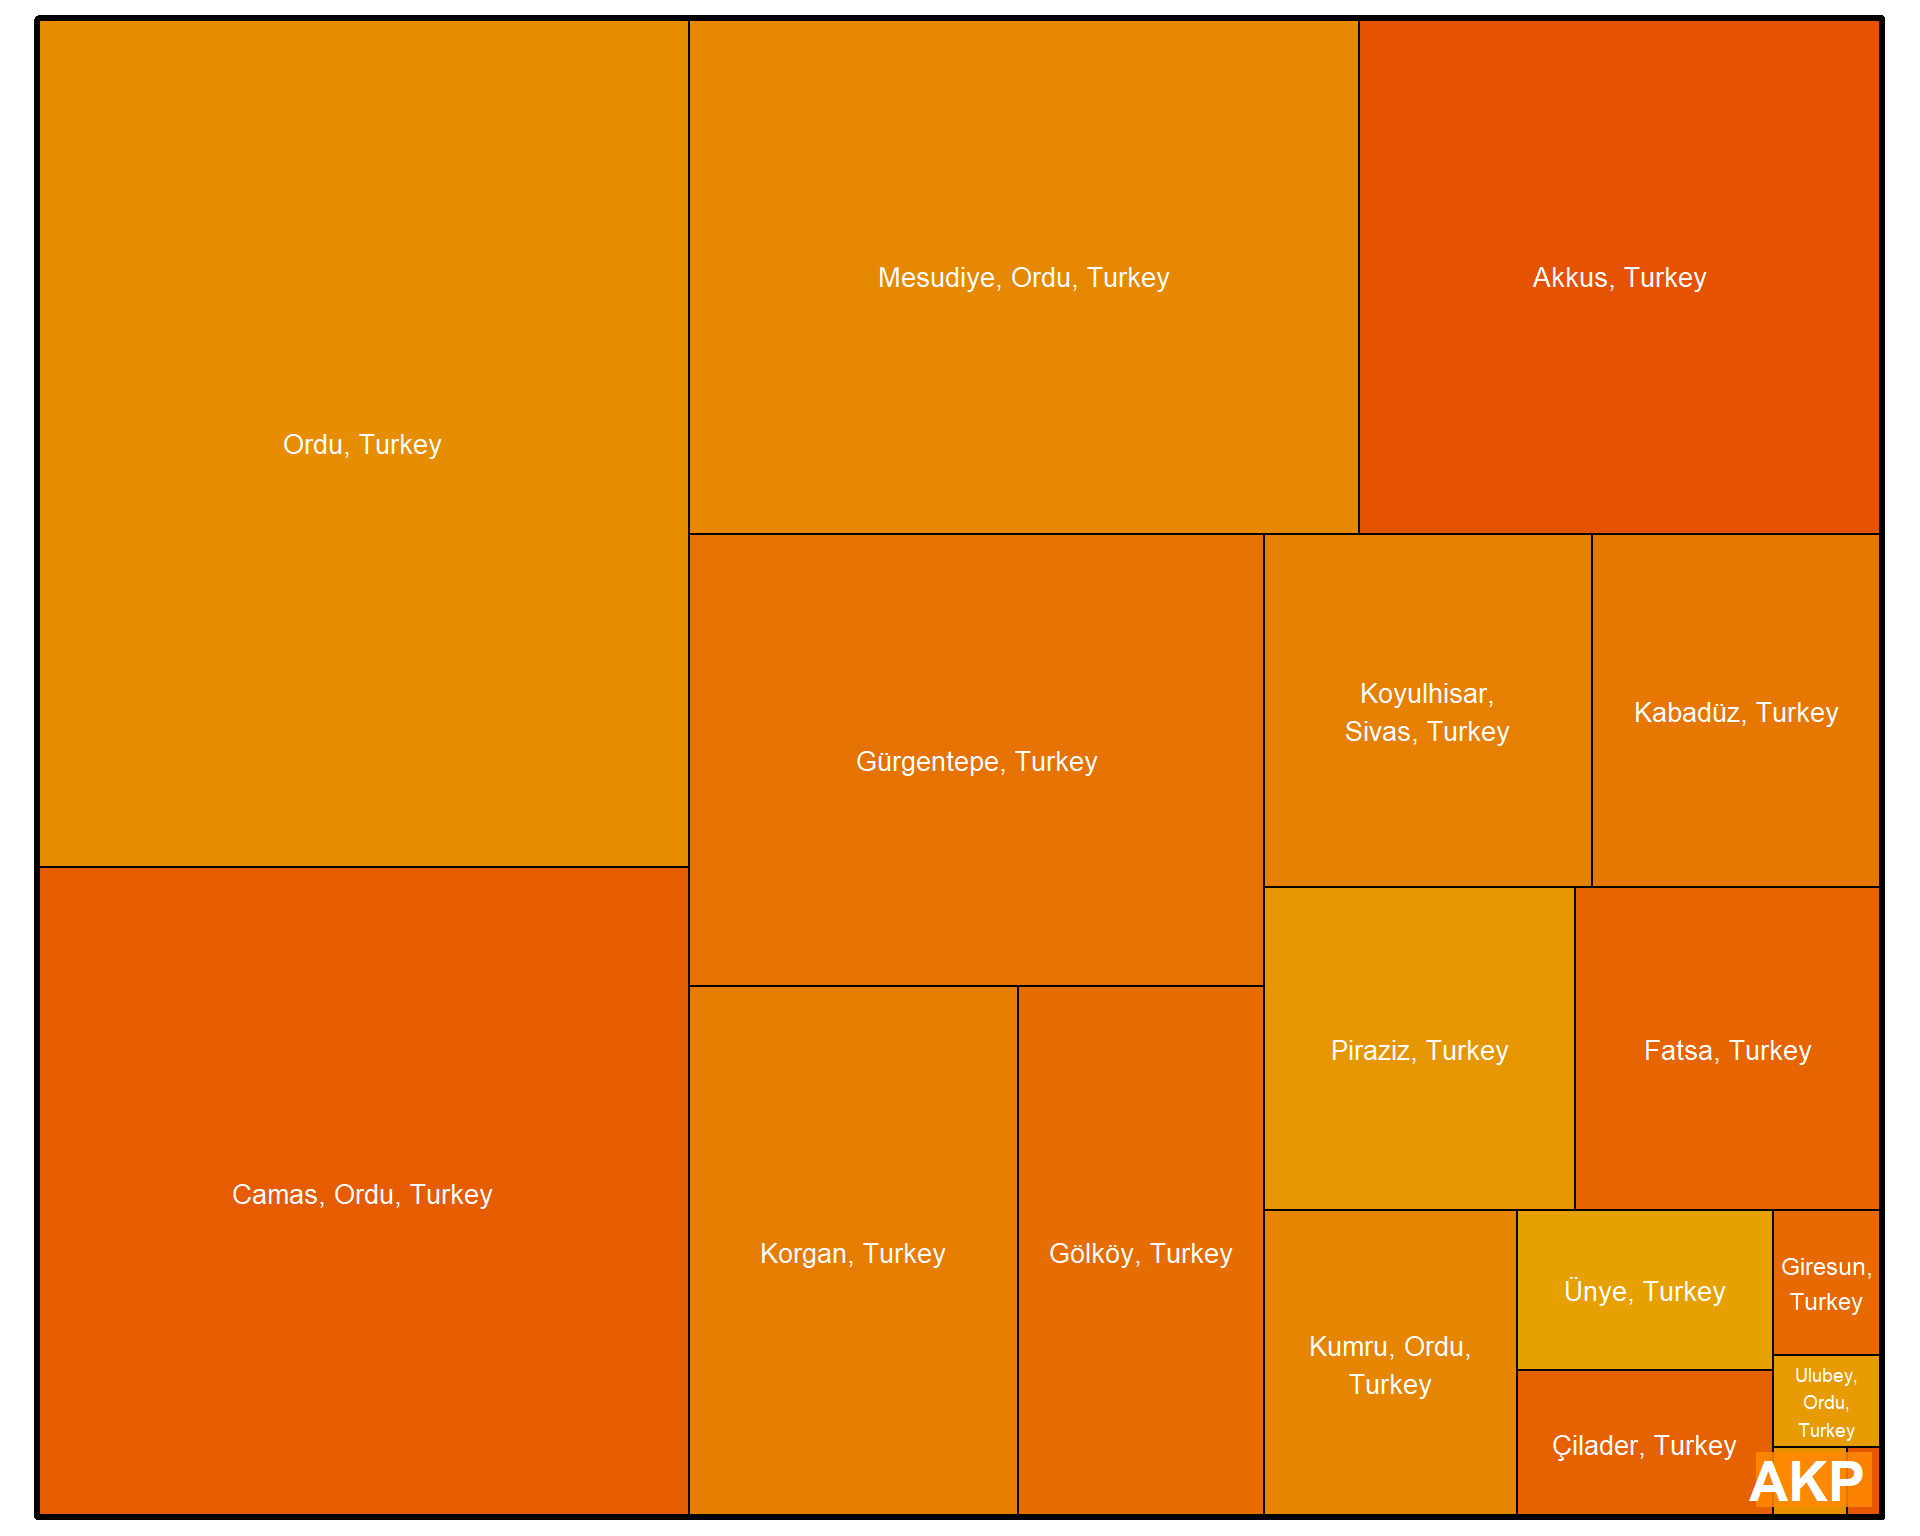 Ordu, Turkey
Mesudiye, Ordu, Turkey
Akkus, Turkey
Gürgentepe, Turkey
Koyulhisar,
Sivas, Turkey
Kabadüz, Turkey
Piraziz, Turkey
Fatsa, Turkey
Camas, Ordu, Turkey
Korgan, Turkey
Gölköy, Turkey
Kumru, Ordu,
Turkey
Ünye, Turkey
Giresun,
Turkey
Ulubey,
Ordu,
Turkey
Çilader, Turkey
AKP